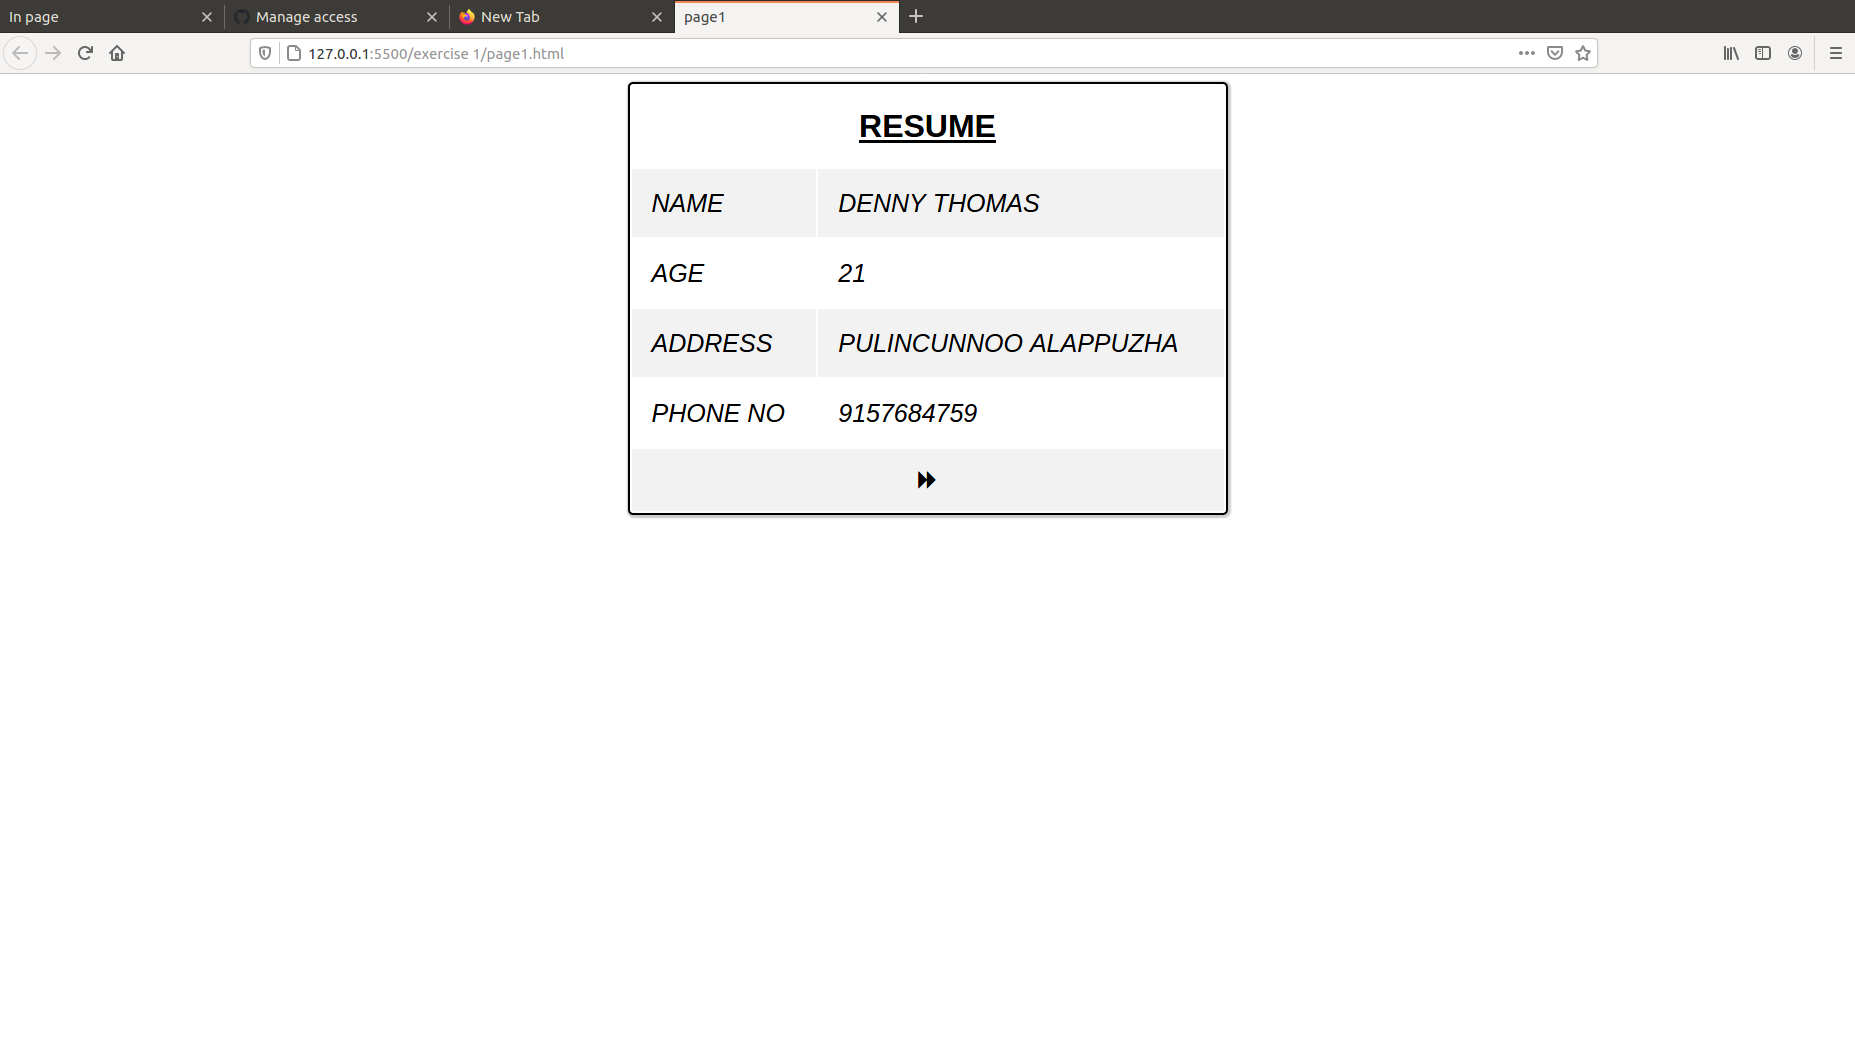 In page
Manage access
New Tab
page1
127.0.0.1:5500/exercise 1/page1.html
RESUME
NAME DENNY THOMAS
AGE 21
ADDRESS PULINCUNNOO ALAPPUZHA
PHONE NO 9157684759